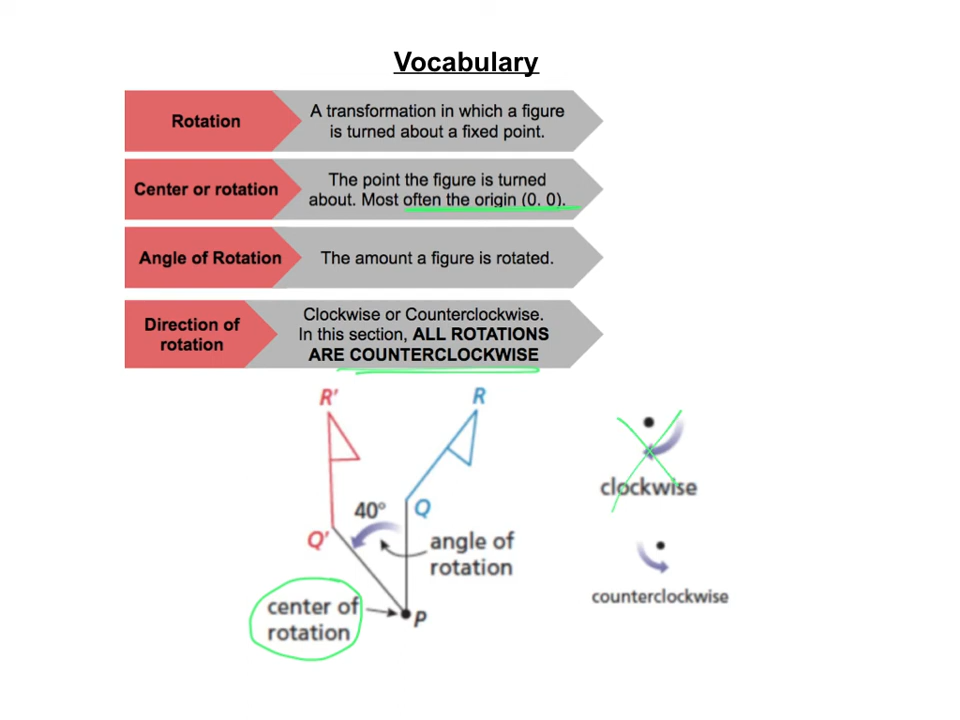 Vocabulary
Rotation
A transformation in which a figure
is turned about a fixed point.
Center or rotation
The point the figure is turned
about. Most often the origin (0, 0).
Angle of Rotation
The amount a figure is rotated.
Direction of
rotation
Clockwise or Counterclockwise.
In this section, ALL ROTATIONS
ARE COUNTERCLOCKWISE
R'
R
40°
Q
Q'
angle of
rotation
center of
rotation
P
clockwise
counterclockwise